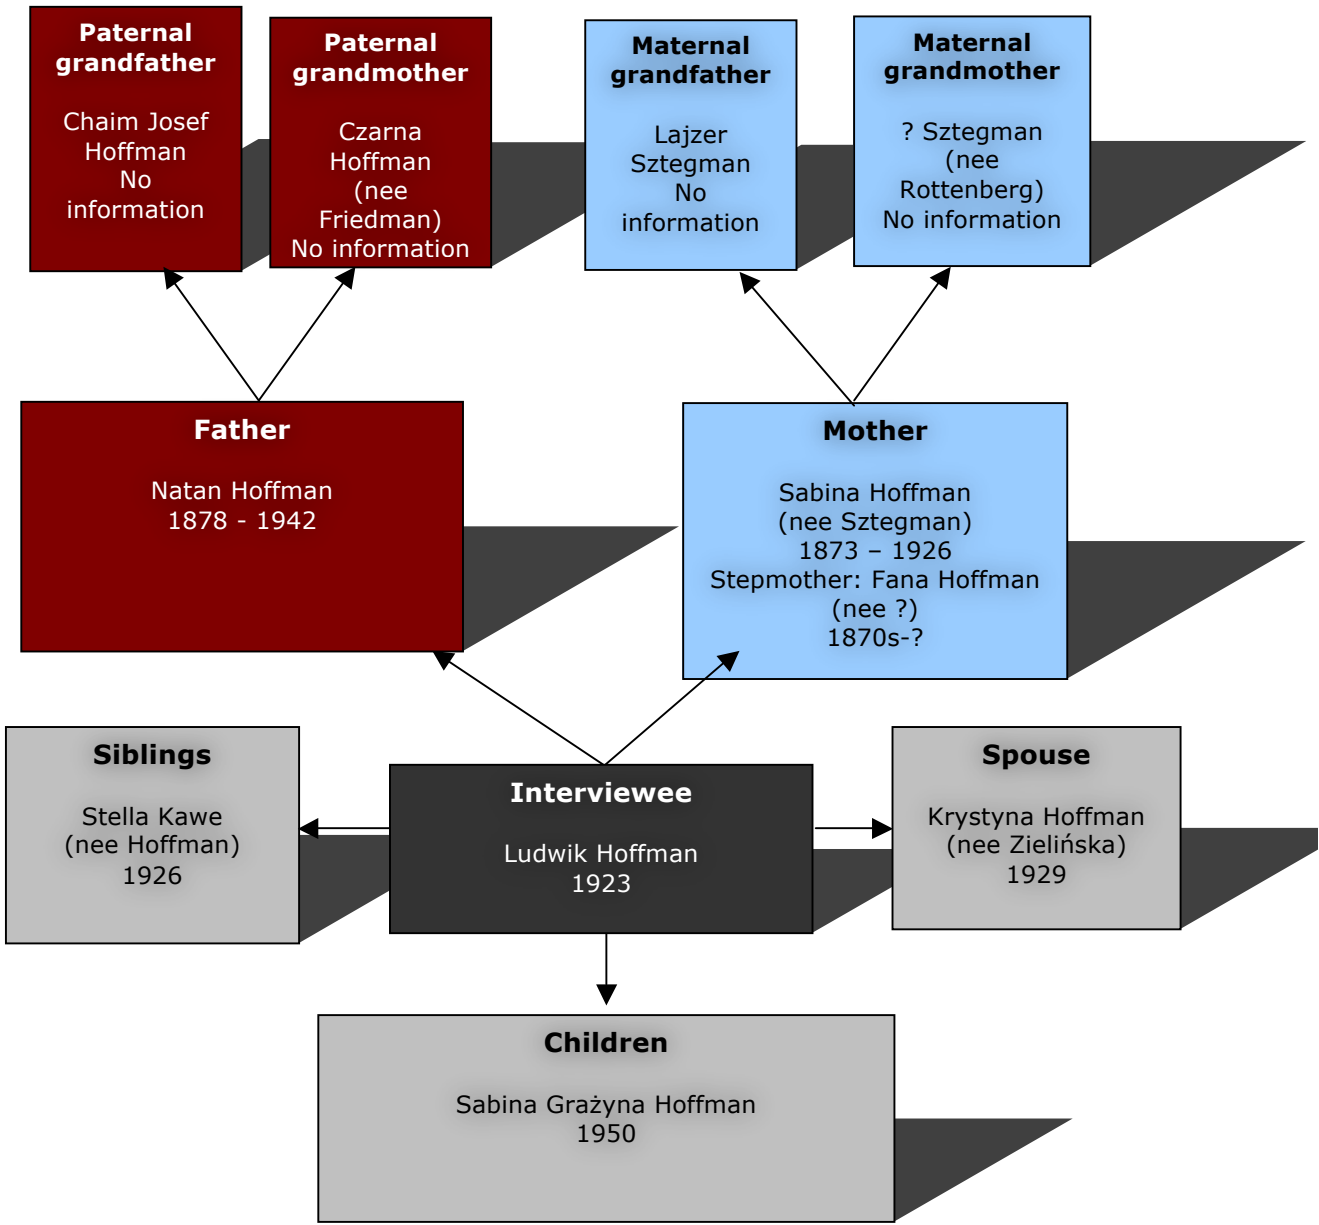 Paternal
grandfather
Chaim Josef
Hoffman
No
information
Paternal
grandmother
Czarna
Hoffman
(nee
Friedman)
No information
Maternal
grandfather
Lajzer
Sztegman
No
information
Maternal
grandmother
? Sztegman
(nee
Rottenberg)
No information
Father
Natan Hoffman
1878 - 1942
Mother
Sabina Hoffman
(nee Sztegman)
1873 – 1926
Stepmother: Fana Hoffman
(nee ?)
1870s-?
Siblings
Stella Kawe
(nee Hoffman)
1926
Interviewee
Ludwik Hoffman
1923
Spouse
Krystyna Hoffman
(nee Zielińska)
1929
Children
Sabina Grażyna Hoffman
1950